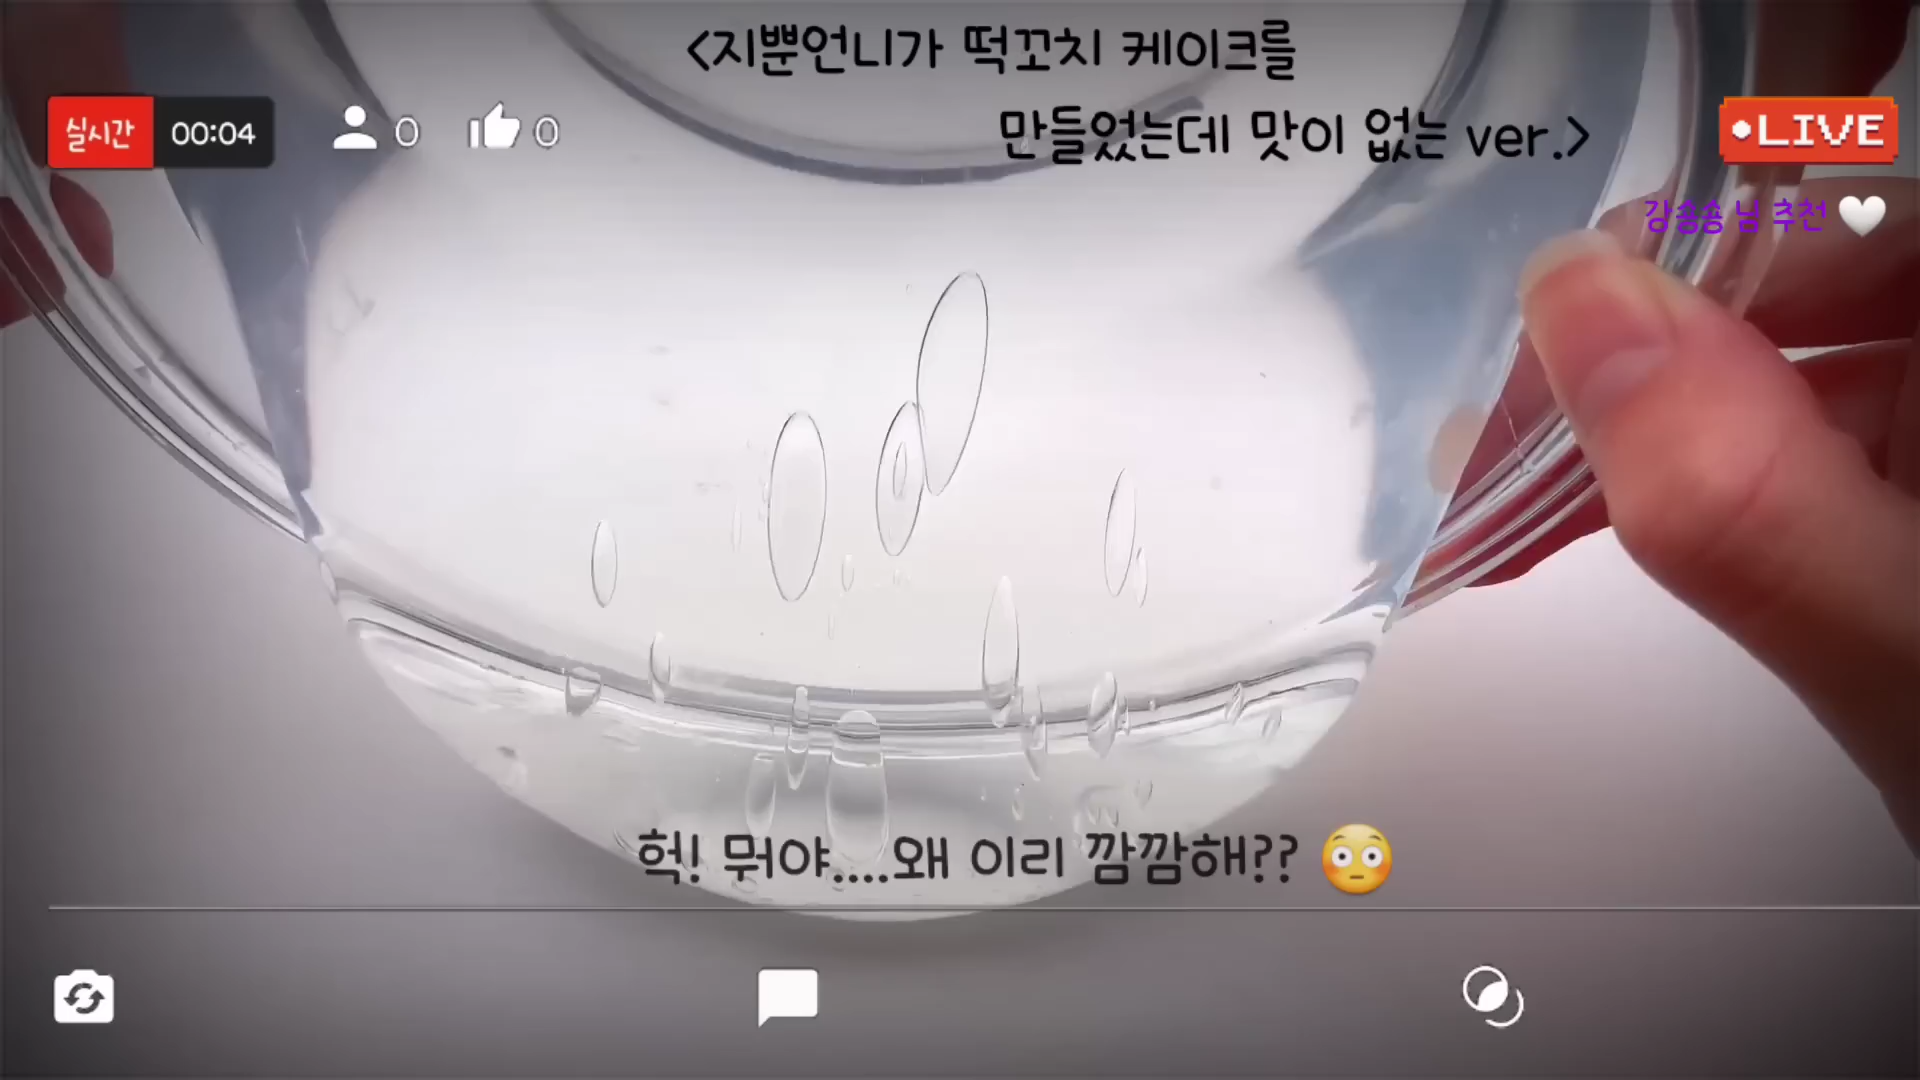 <지뿐언니가 떡꼬치 케이크를
만들었는데 맛이 없는 ver.>
실시간 00:04 0 0
LIVE
강숑숑 님 추천
헉! 뭐야....왜 이리 깜깜해??